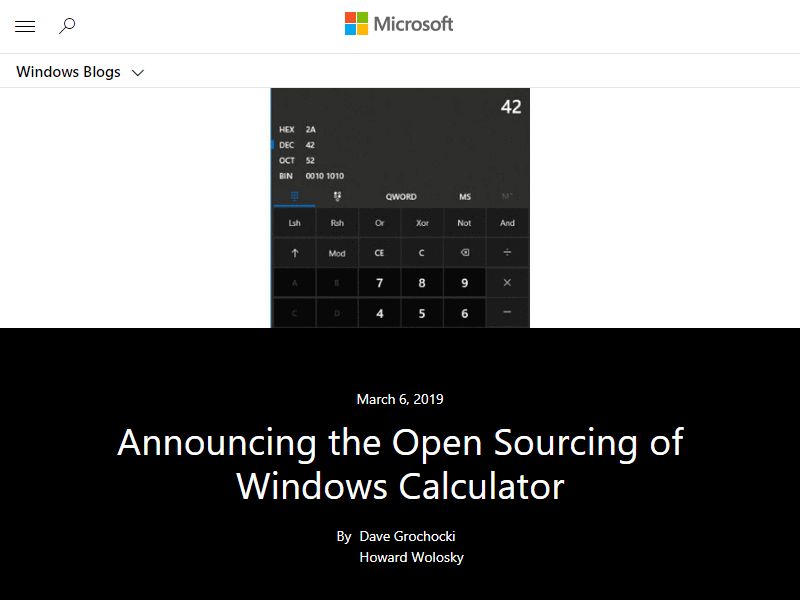 Microsoft
Windows Blogs
42
HEX 2A
DEC 42
OCT 52
BIN 0010 1010
QWORD MS M˅
Lsh Rsh Or Xor Not And
↑ Mod CE C ÷
A B 7 8 9 ×
C D 4 5 6 −
March 6, 2019
Announcing the Open Sourcing of
Windows Calculator
By Dave Grochocki
Howard Wolosky